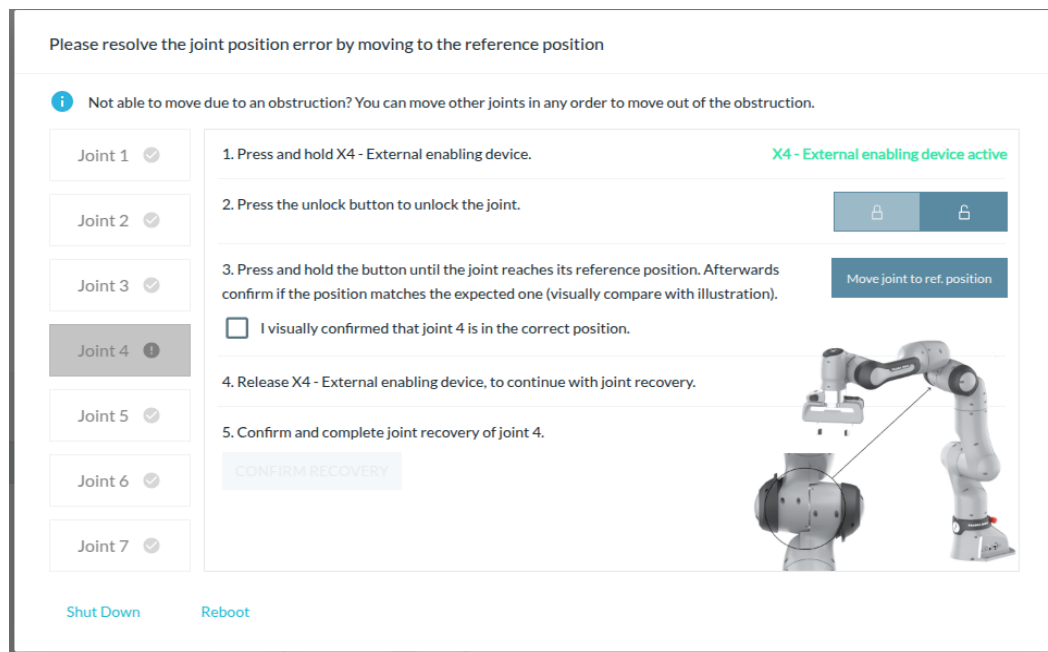 Please resolve the joint position error by moving to the reference position
Not able to move due to an obstruction? You can move other joints in any order to move out of the obstruction.
Joint 1
Joint 2
Joint 3
Joint 4
Joint 5
Joint 6
Joint 7
1. Press and hold X4 - External enabling device.
X4 - External enabling device active
2. Press the unlock button to unlock the joint.
3. Press and hold the button until the joint reaches its reference position. Afterwards
confirm if the position matches the expected one (visually compare with illustration).
Move joint to ref. position
I visually confirmed that joint 4 is in the correct position.
4. Release X4 - External enabling device, to continue with joint recovery.
5. Confirm and complete joint recovery of joint 4.
CONFIRM RECOVERY
Shut Down
Reboot